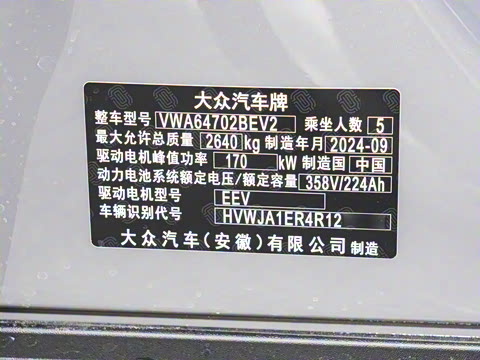 大众汽车牌
整车型号 VWA64702BEV2 乘坐人数 5
最大允许总质量 2640 kg 制造年月 2024-09
驱动电机峰值功率 170 kW 制造国 中国
动力电池系统额定电压/额定容量 358V/224Ah
驱动电机型号 EEV
车辆识别代号 HVWJA1ER4R12
大众汽车(安徽)有限公司 制造